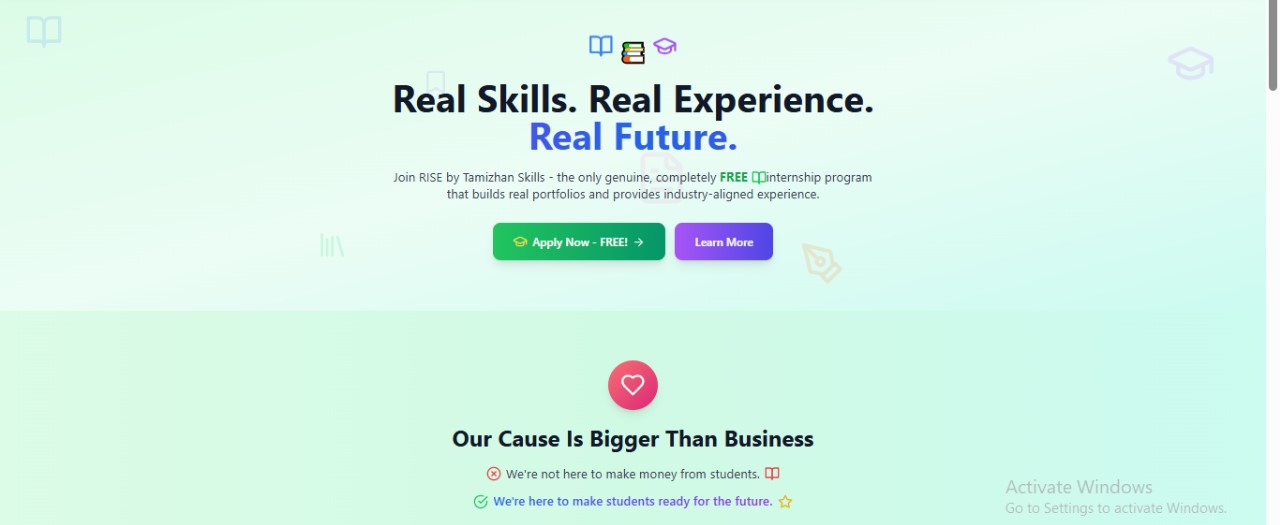 Real Skills. Real Experience.
Real Future.
Join RISE by Tamizhan Skills - the only genuine, completely FREE internship program
that builds real portfolios and provides industry-aligned experience.
Apply Now - FREE! →
Learn More
Our Cause Is Bigger Than Business
We're not here to make money from students.
We're here to make students ready for the future.
Activate Windows
Go to Settings to activate Windows.